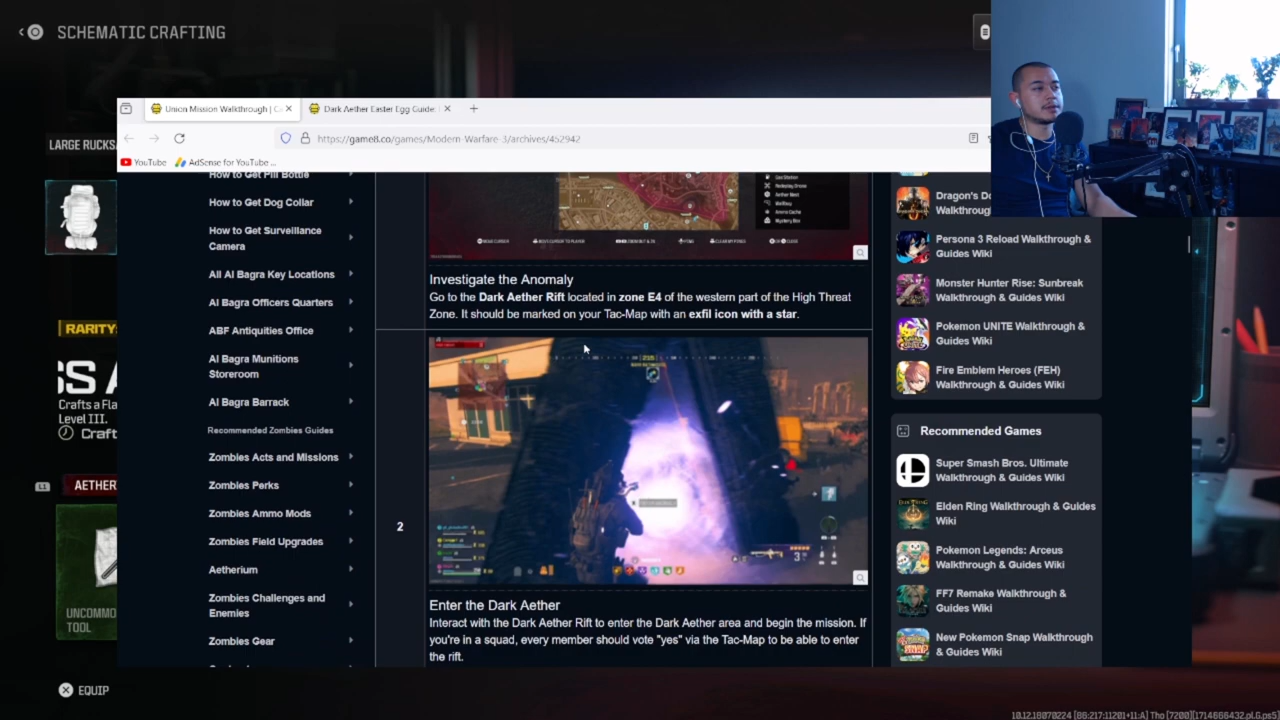 SCHEMATIC CRAFTING
Union Mission Walkthrough | C
Dark Aether Easter Egg Guide:
https://game8.co/games/Modern-Warfare-3/archives/452942
YouTube
AdSense for YouTube ...
LARGE RUCKS
RARITY:
Crafts a Fla
Level III.
Craft
L1
AETHER
UNCOMMO
TOOL
EQUIP
How to Get Pill Bottle
How to Get Dog Collar
How to Get Surveillance
Camera
All Al Bagra Key Locations
Al Bagra Officers Quarters
ABF Antiquities Office
Al Bagra Munitions
Storeroom
Al Bagra Barrack
Recommended Zombies Guides
Zombies Acts and Missions
Zombies Perks
Zombies Ammo Mods
Zombies Field Upgrades
Aetherium
Zombies Challenges and
Enemies
Zombies Gear
Investigate the Anomaly
Go to the Dark Aether Rift located in zone E4 of the western part of the High Threat
Zone. It should be marked on your Tac-Map with an exfil icon with a star.
2
Enter the Dark Aether
Interact with the Dark Aether Rift to enter the Dark Aether area and begin the mission. If
you're in a squad, every member should vote "yes" via the Tac-Map to be able to enter
the rift.
Dragon's Do
Walkthroug
Persona 3 Reload Walkthrough &
Guides Wiki
Monster Hunter Rise: Sunbreak
Walkthrough & Guides Wiki
Pokemon UNITE Walkthrough &
Guides Wiki
Fire Emblem Heroes (FEH)
Walkthrough & Guides Wiki
Recommended Games
Super Smash Bros. Ultimate
Walkthrough & Guides Wiki
Elden Ring Walkthrough & Guides
Wiki
Pokemon Legends: Arceus
Walkthrough & Guides Wiki
FF7 Remake Walkthrough &
Guides Wiki
New Pokemon Snap Walkthrough
& Guides Wiki